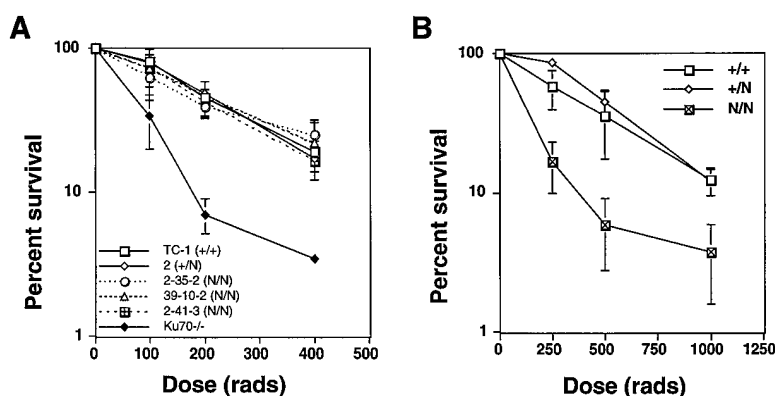 A
Percent survival
100
10
1
TC-1 (+/+)
2 (+/N)
2-35-2 (N/N)
39-10-2 (N/N)
2-41-3 (N/N)
Ku70-/-
0 100 200 300 400 500
Dose (rads)
B
Percent survival
100
10
1
+/+
+/N
N/N
0 250 500 750 1000 1250
Dose (rads)